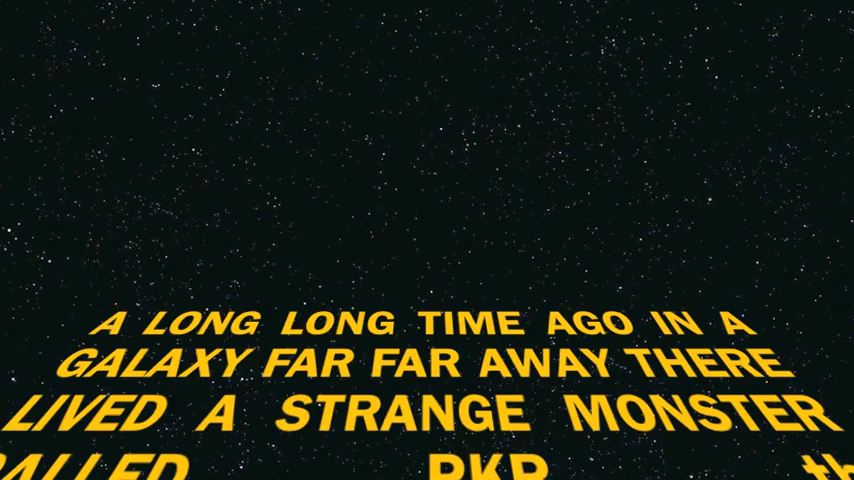 A LONG LONG TIME AGO IN A
GALAXY FAR FAR AWAY THERE
LIVED A STRANGE MONSTER